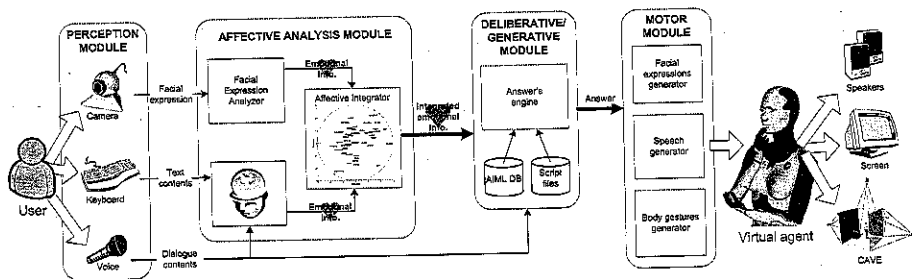 PERCEPTION
MODULE
Camera
Keyboard
Voice
User
Facial
expression
Text
contents
Dialogue
contents
AFFECTIVE ANALYSIS MODULE
Facial
Expression
Analyzer
Emotional
Info.
Affective Integrator
Emotional
Info.
Integrated
emotional
Info.
DELIBERATIVE/
GENERATIVE
MODULE
Answer's
engine
AIML DB
Script
files
Answer
MOTOR
MODULE
Facial
expressions
generator
Speech
generator
Body gestures
generator
Virtual agent
Speakers
Screen
CAVE